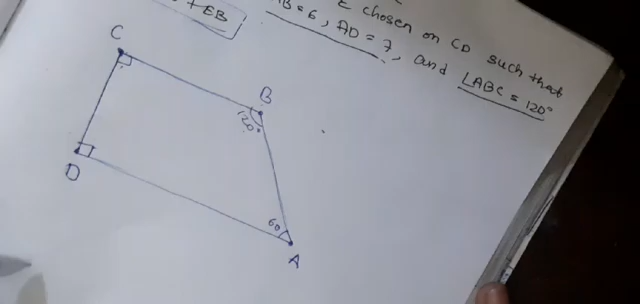 E chosen on CD such that
AB = 6, AD = 7, and ∠ABC = 120°
+ EB
C
B
120°
D
60
A